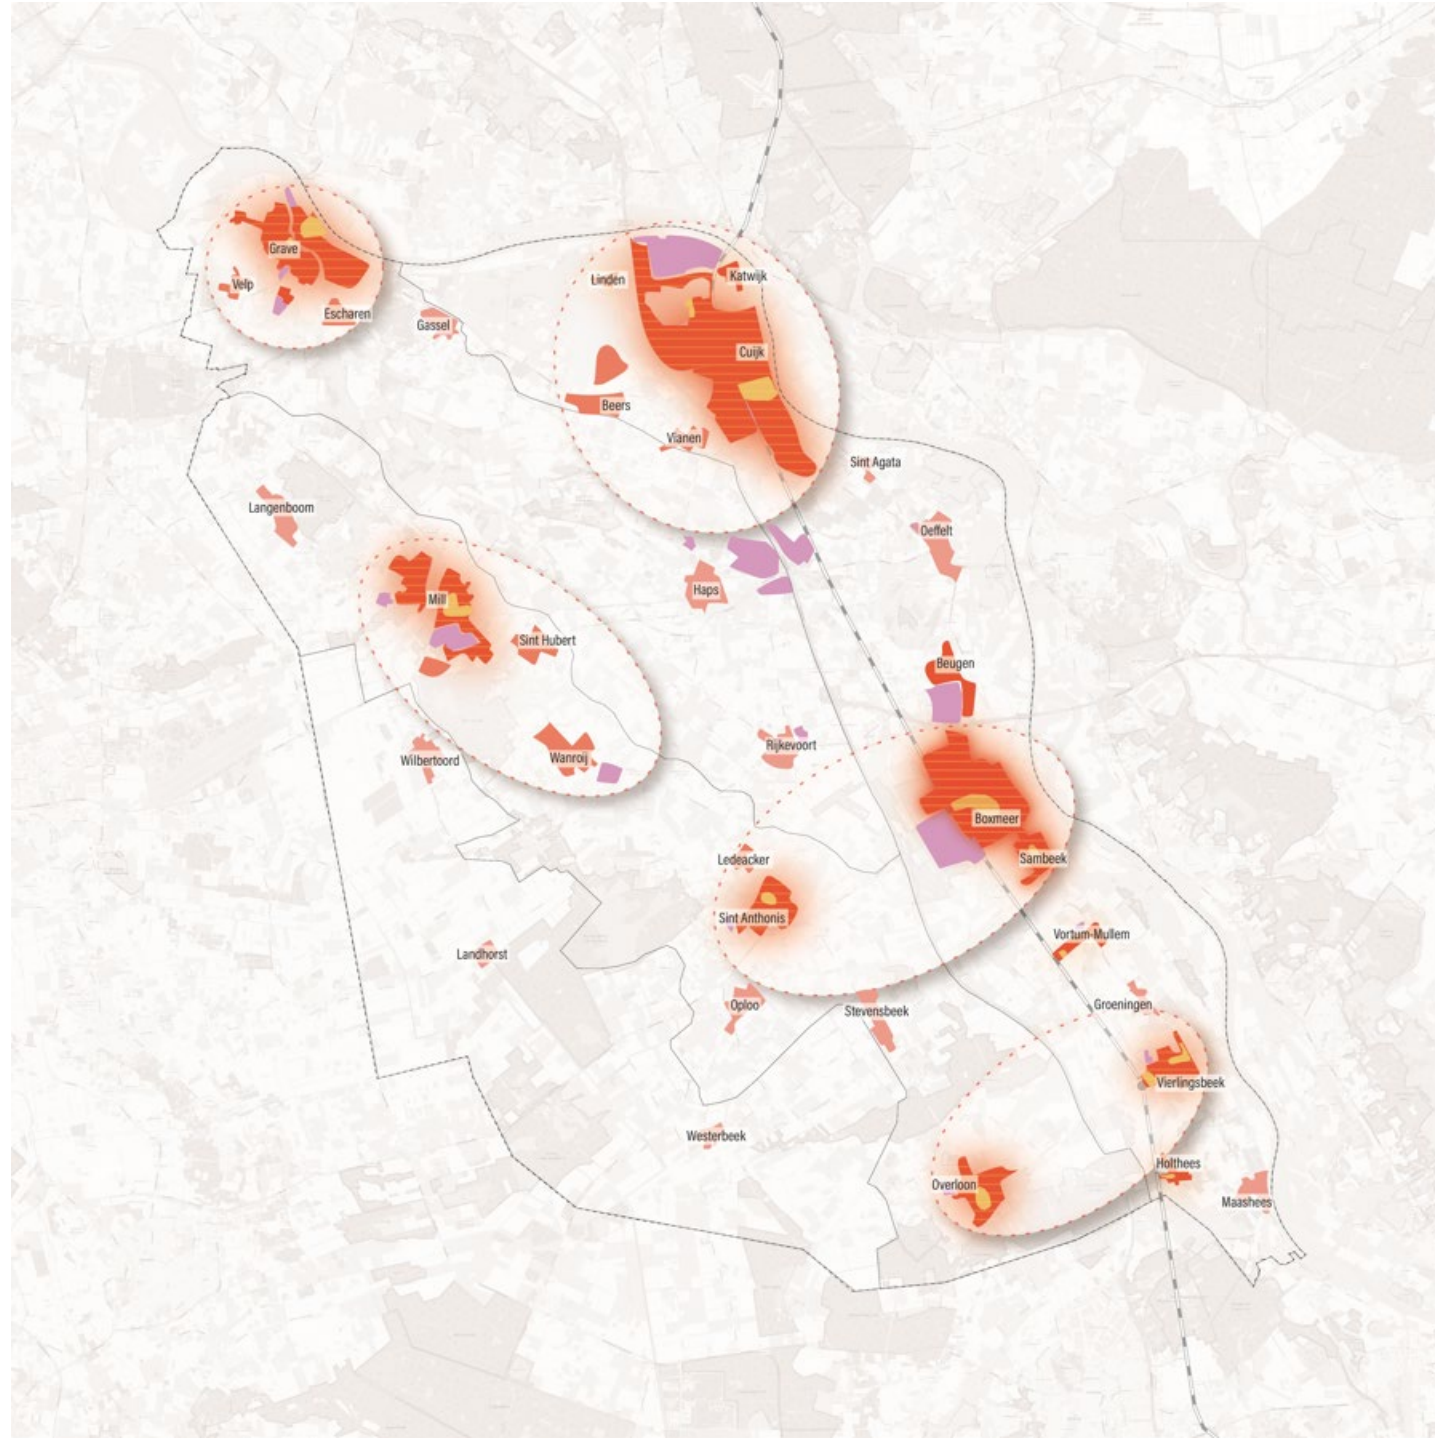 Grave
Velp
Escharen
Gassel
Linden
Katwijk
Cuijk
Beers
Vianen
Sint Agata
Langenboom
Oeffelt
Haps
Mill
Sint Hubert
Beugen
Wilbertoord
Wanroij
Rijkevoort
Boxmeer
Sambeek
Ledeacker
Sint Anthonis
Vortum-Mullem
Landhorst
Oploo
Stevensbeek
Groeningen
Vierlingsbeek
Westerbeek
Holthees
Overloon
Maashees